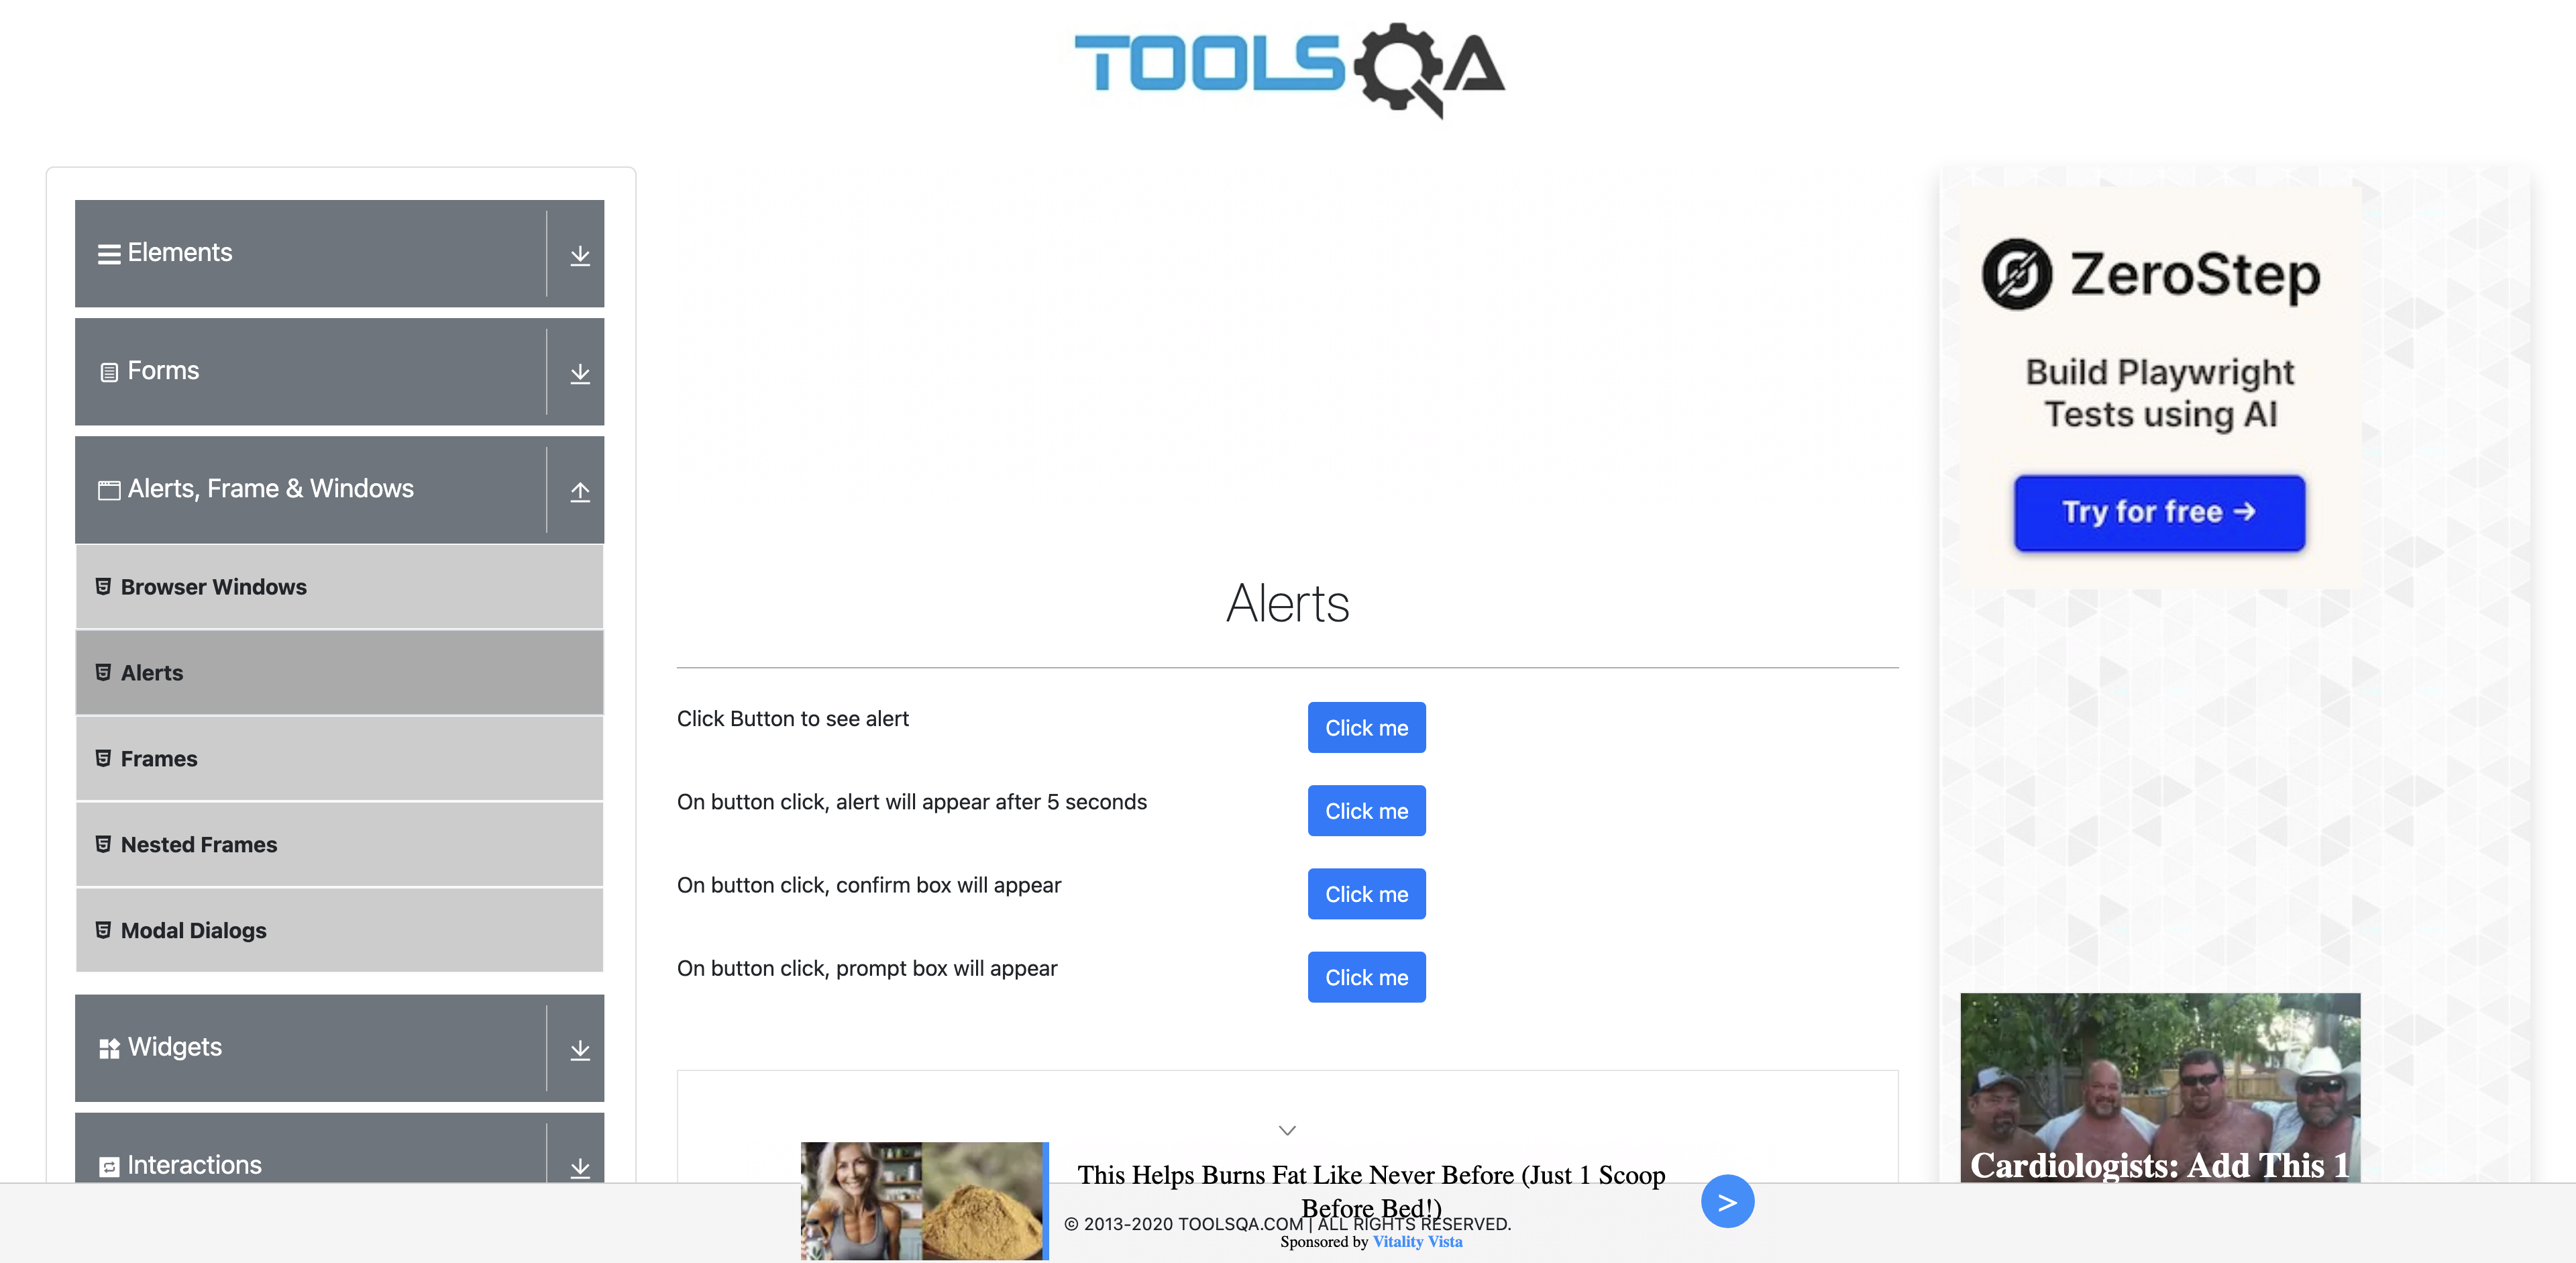 TOOLSQA
Elements
Forms
Alerts, Frame & Windows
Browser Windows
Alerts
Frames
Nested Frames
Modal Dialogs
Widgets
Interactions
Alerts
Click Button to see alert
Click me
On button click, alert will appear after 5 seconds
Click me
On button click, confirm box will appear
Click me
On button click, prompt box will appear
Click me
ZeroStep
Build Playwright
Tests using AI
Try for free →
Cardiologists: Add This 1
This Helps Burns Fat Like Never Before (Just 1 Scoop
Before Bed!)
>
© 2013-2020 TOOLSQA.COM | ALL RIGHTS RESERVED.
Sponsored by Vitality Vista